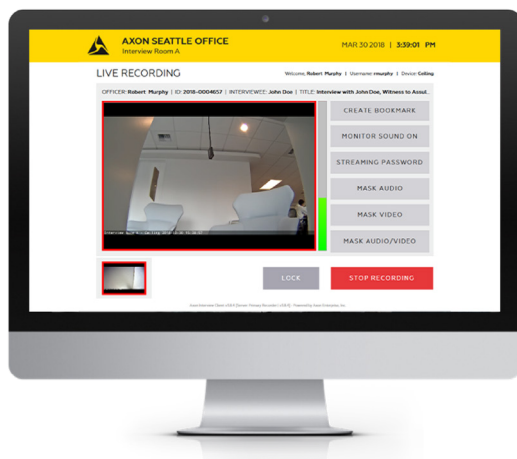 AXON SEATTLE OFFICE
Interview Room A
MAR 30 2018 | 3:39:01 PM
LIVE RECORDING
Welcome, Robert Murphy | Username: rmurphy | Device: Ceiling
OFFICER: Robert Murphy | ID: 2018-0004657 | INTERVIEWEE: John Doe | TITLE: Interview with John Doe, Witness to Assul..
CREATE BOOKMARK
MONITOR SOUND ON
STREAMING PASSWORD
MASK AUDIO
MASK VIDEO
MASK AUDIO/VIDEO
LOCK
STOP RECORDING